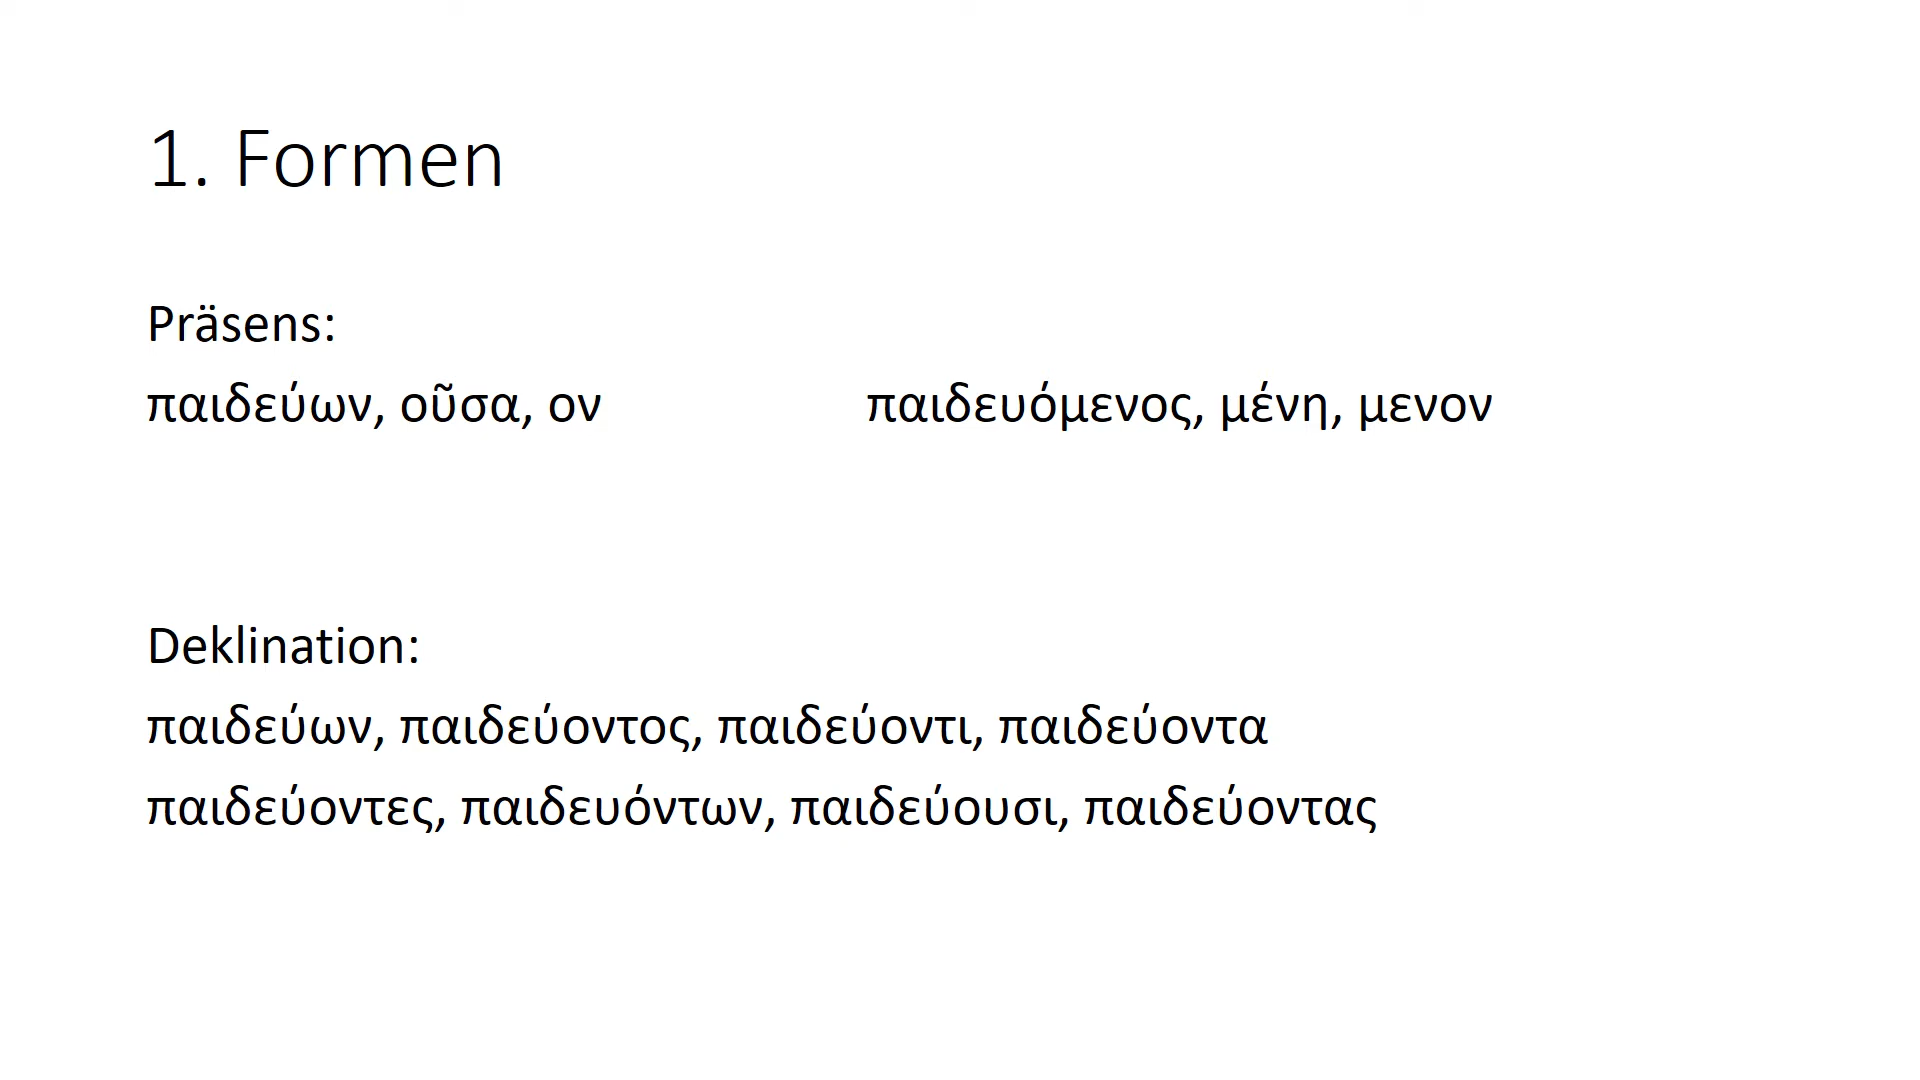 1. Formen
Präsens:
παιδεύων, οῦσα, ον παιδευόμενος, μένη, μενον
Deklination:
παιδεύων, παιδεύοντος, παιδεύοντι, παιδεύοντα
παιδεύοντες, παιδευόντων, παιδεύουσι, παιδεύοντας